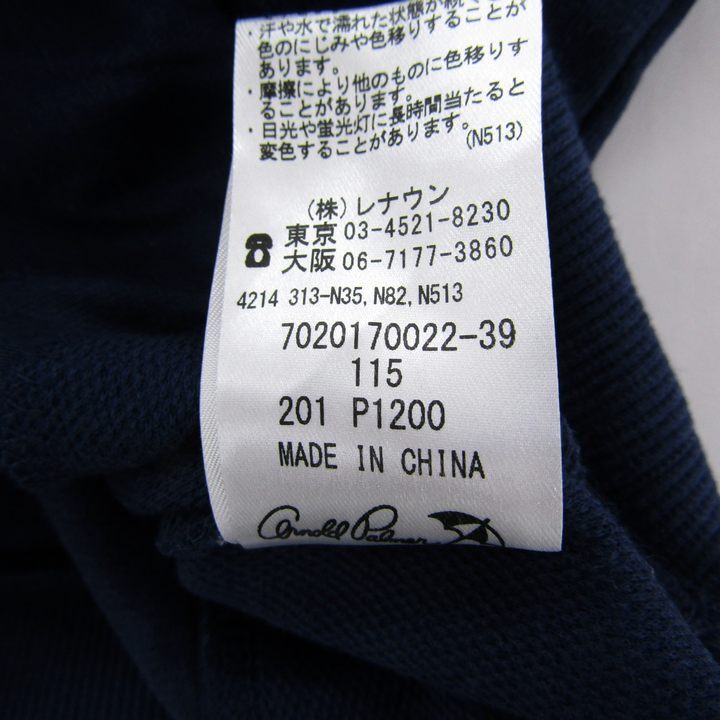 ・汗や水で濡れた状態が続
色のにじみや色移りすることが
あります。
・摩擦により他のものに色移りす
ることがあります。
・日光や蛍光灯に長時間当たると
変色することがあります。
(N513)
(株)レナウン
☎ 東京 03-4521-8230
大阪 06-7177-3860
4214 313-N35, N82, N513
7020170022-39
115
201 P1200
MADE IN CHINA
Arnold Palmer